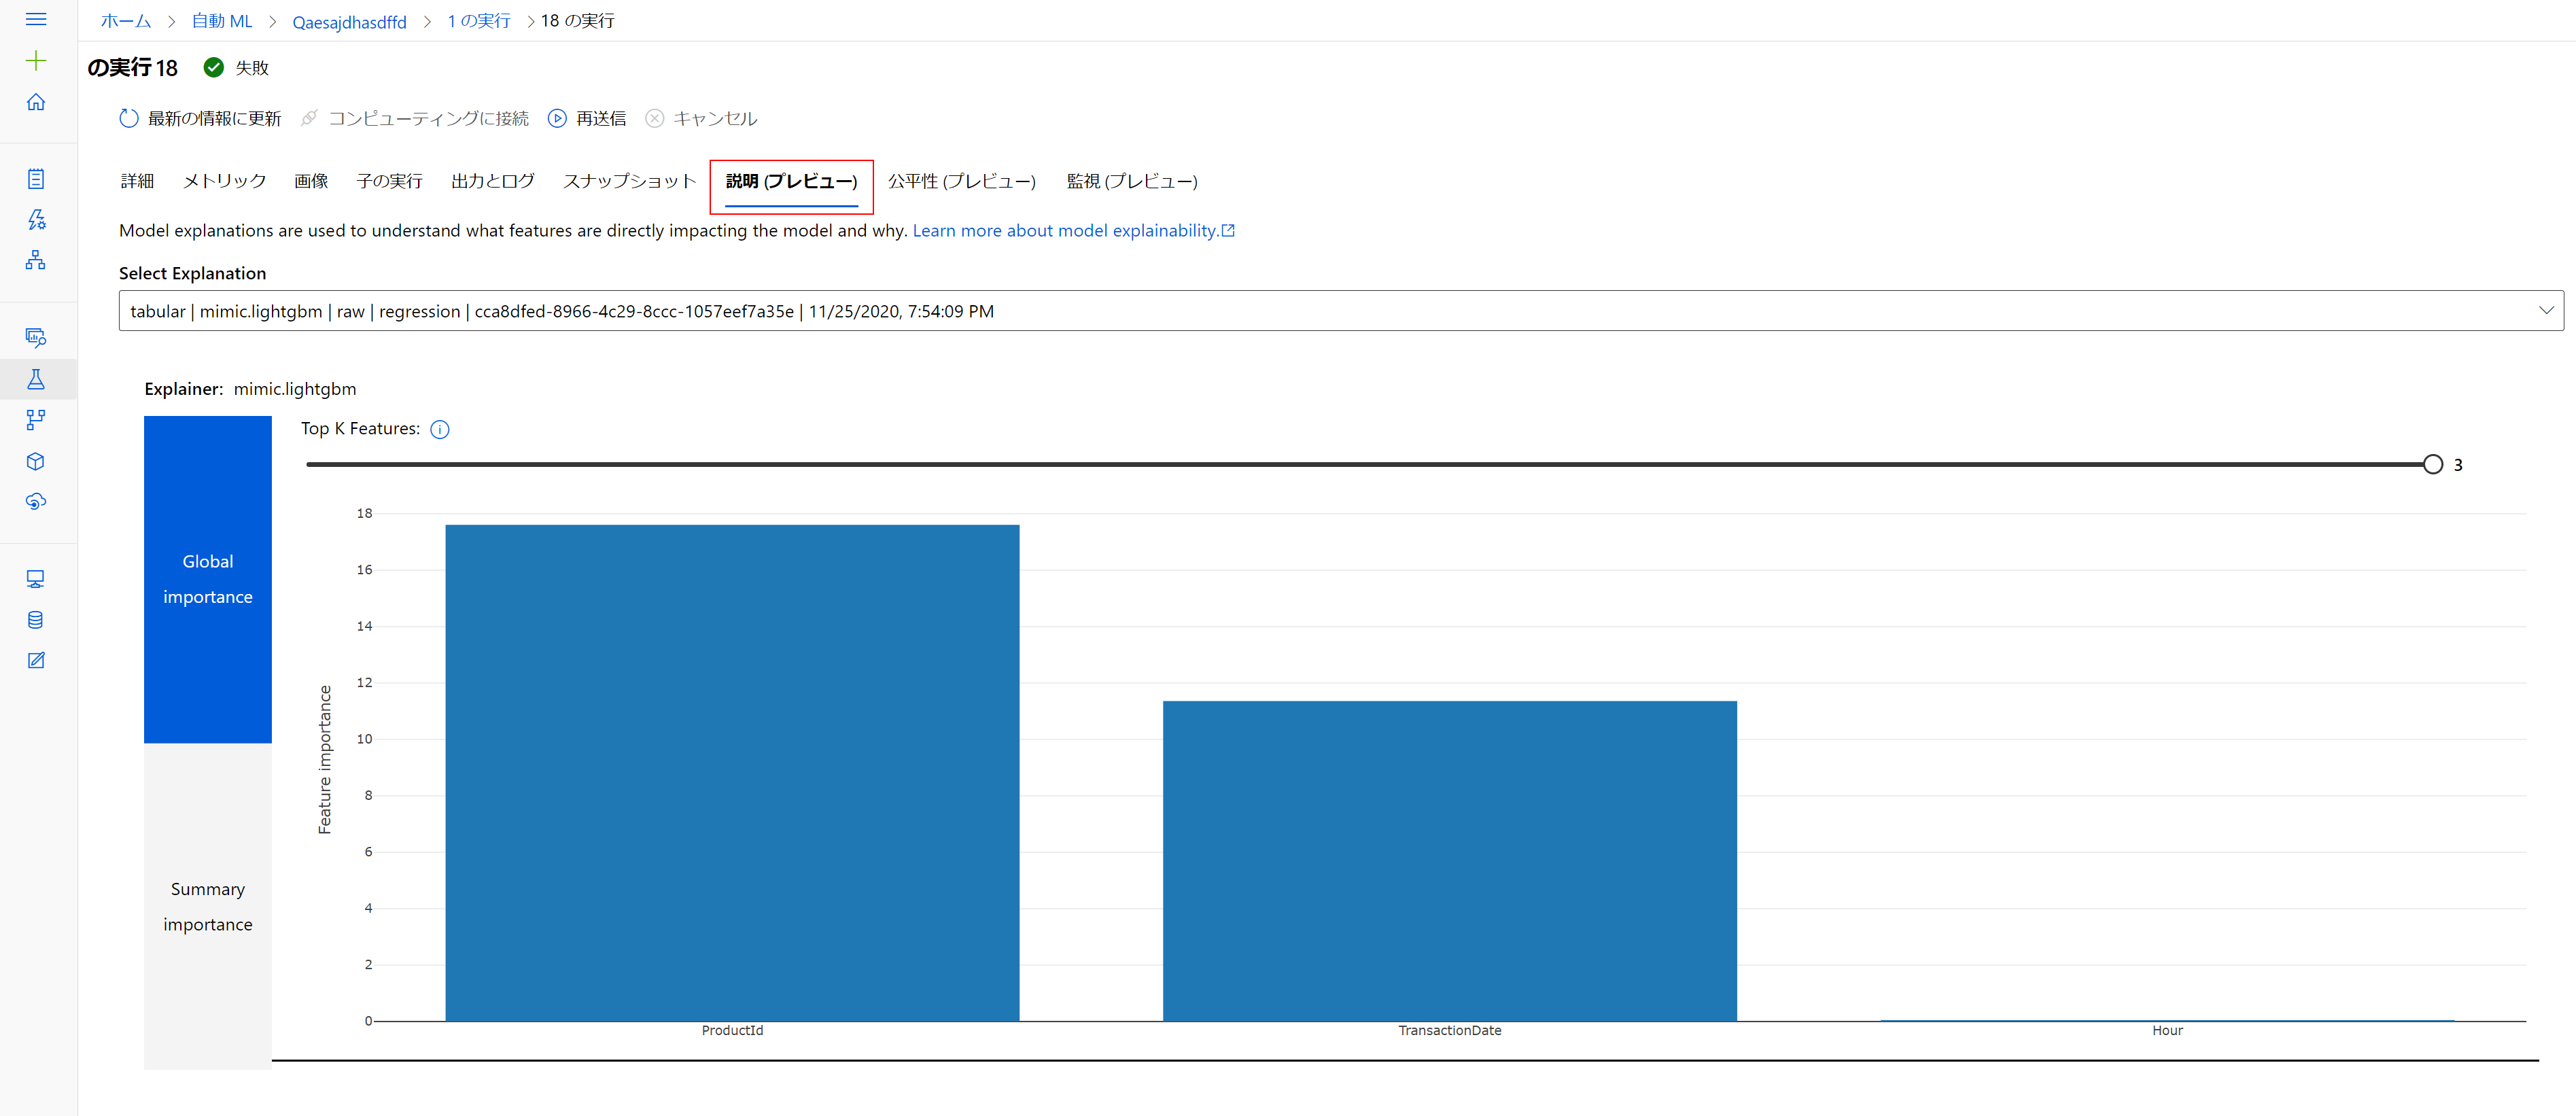 ホーム > 自動 ML > Qaesajdhasdffd > 1 の実行 > 18 の実行
の実行 18 失敗
最新の情報に更新 コンピューティングに接続 再送信 キャンセル
詳細 メトリック 画像 子の実行 出力とログ スナップショット 説明 (プレビュー) 公平性 (プレビュー) 監視 (プレビュー)
Model explanations are used to understand what features are directly impacting the model and why. Learn more about model explainability.
Select Explanation
tabular | mimic.lightgbm | raw | regression | cca8dfed-8966-4c29-8ccc-1057eef7a35e | 11/25/2020, 7:54:09 PM
Explainer: mimic.lightgbm
Global
importance
Summary
importance
Top K Features:
3
Feature importance
18
16
14
12
10
8
6
4
2
0
ProductId TransactionDate Hour